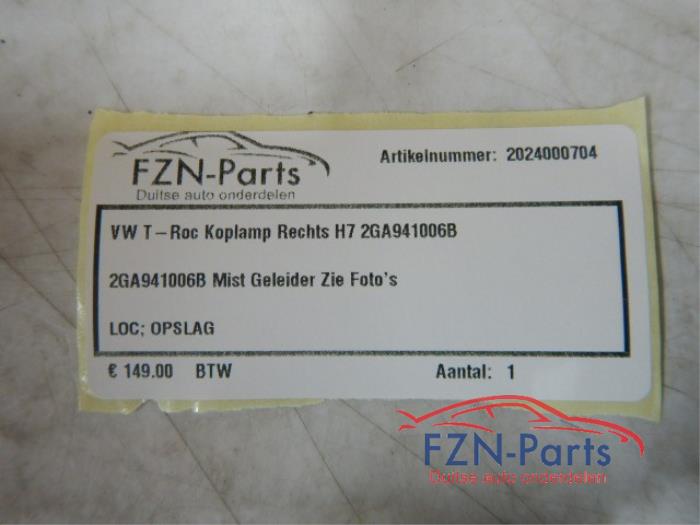 FZN-Parts
Duitse auto onderdelen
Artikelnummer: 2024000704
VW T-Roc Koplamp Rechts H7 2GA941006B
2GA941006B Mist Geleider Zie Foto's
LOC; OPSLAG
€ 149.00 BTW
Aantal: 1
FZN-Parts
Duitse auto onderdelen